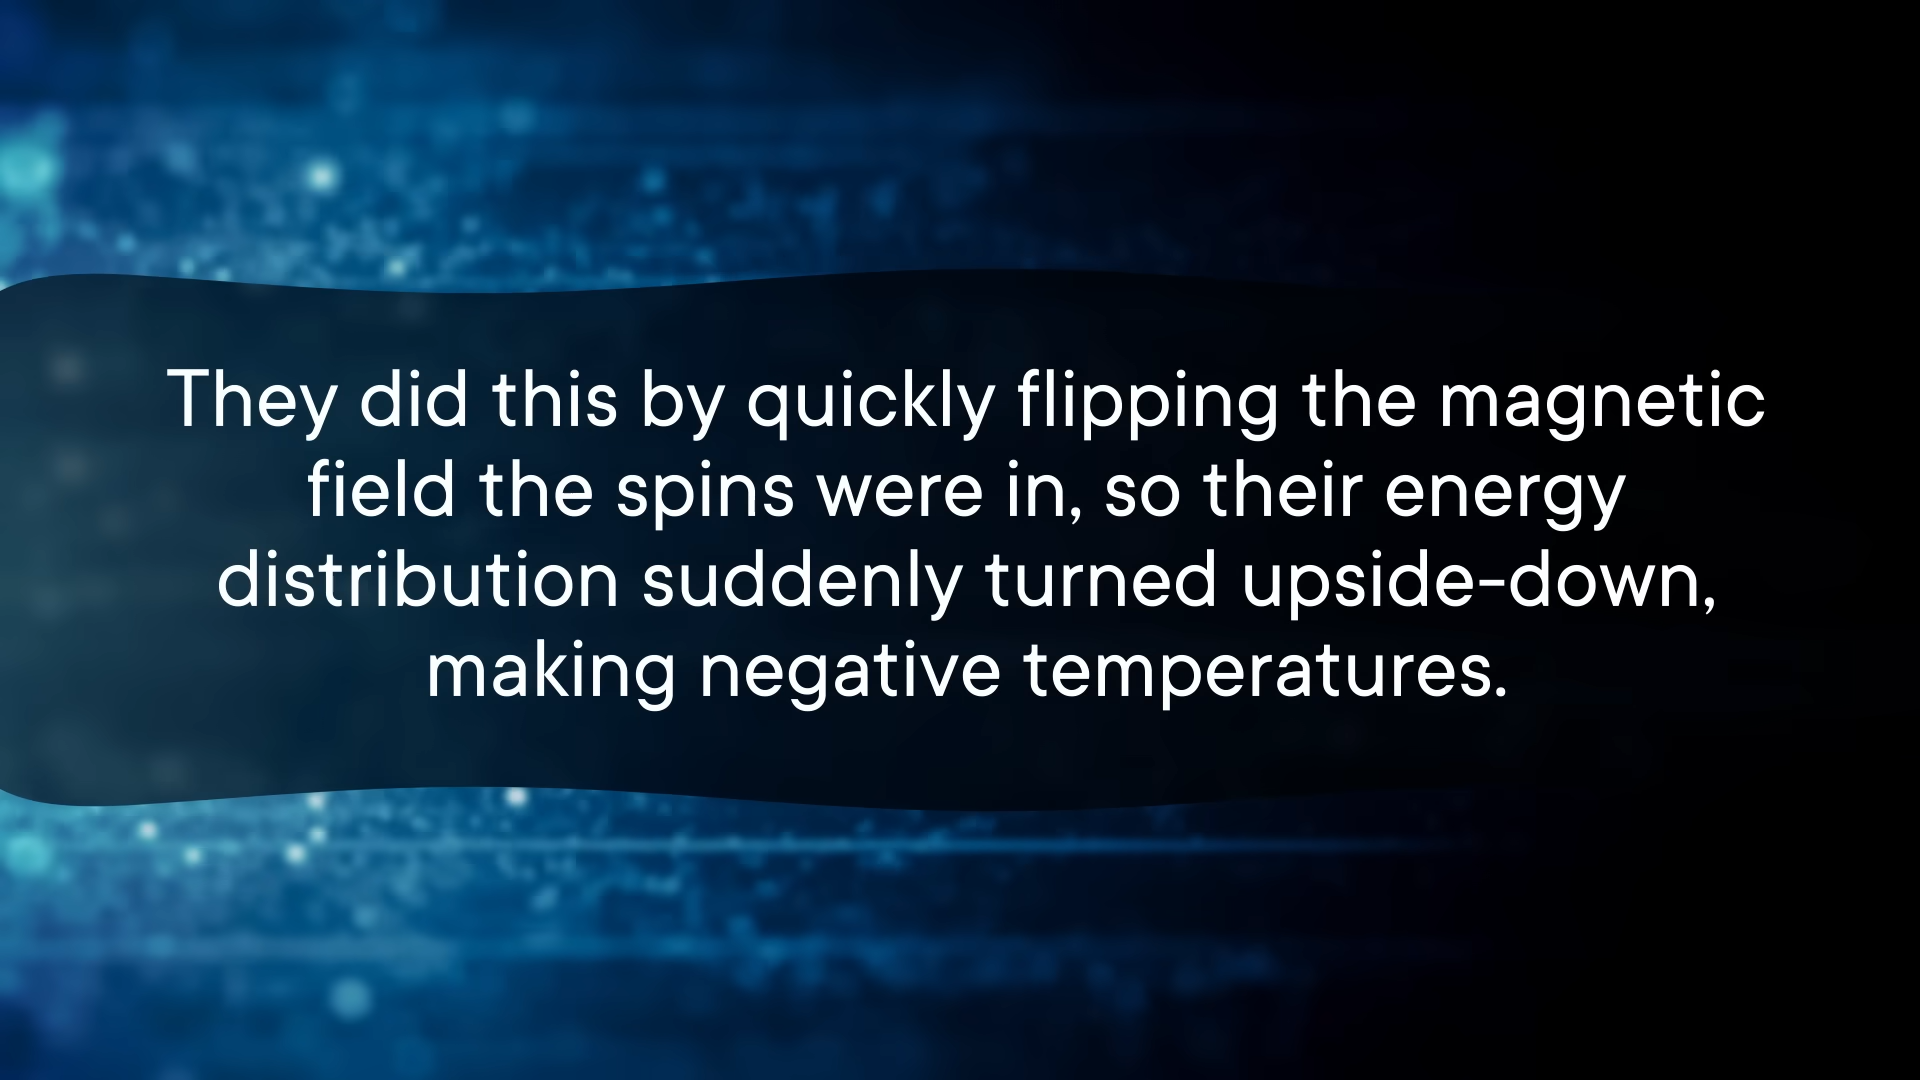 They did this by quickly flipping the magnetic
field the spins were in, so their energy
distribution suddenly turned upside-down,
making negative temperatures.